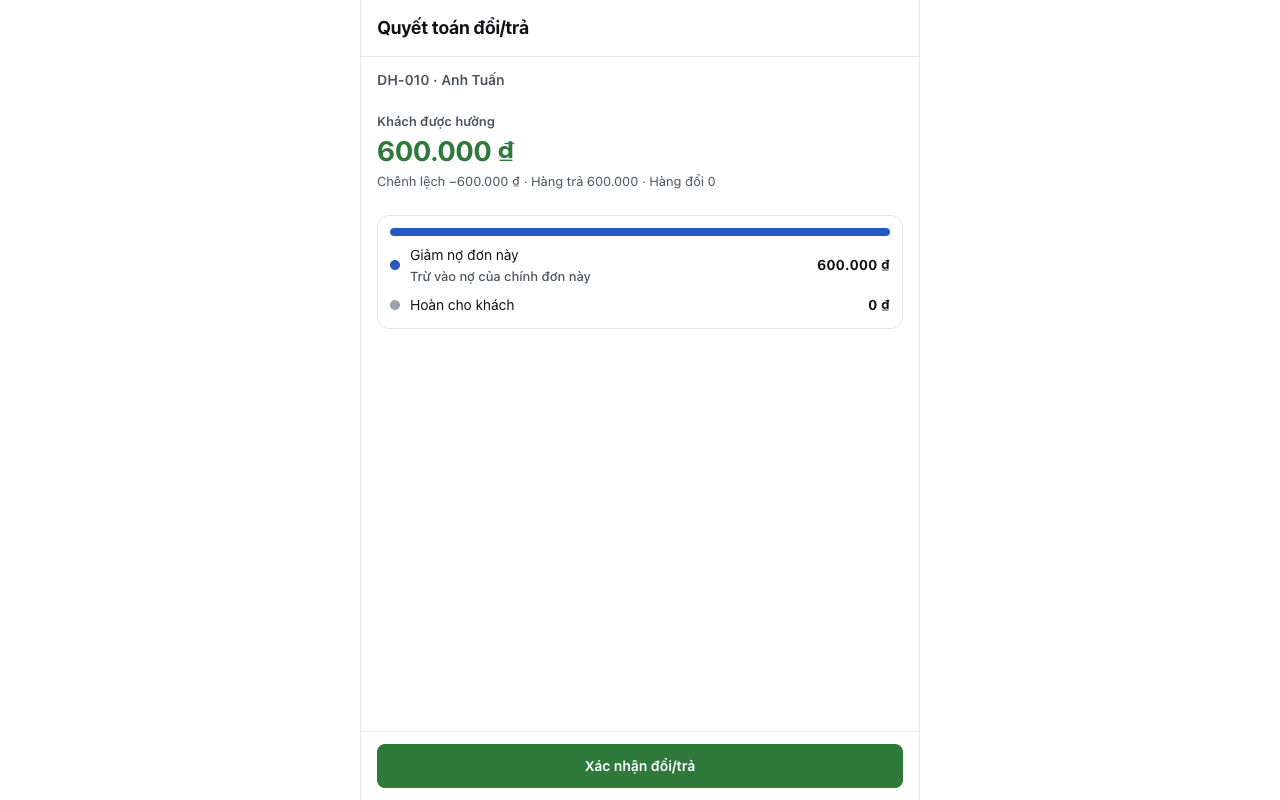 Quyết toán đổi/trả
DH-010 · Anh Tuấn
Khách được hưởng
600.000 ₫
Chênh lệch −600.000 ₫ · Hàng trả 600.000 · Hàng đổi 0
Giảm nợ đơn này
600.000 ₫
Trừ vào nợ của chính đơn này
Hoàn cho khách
0 ₫
Xác nhận đổi/trả